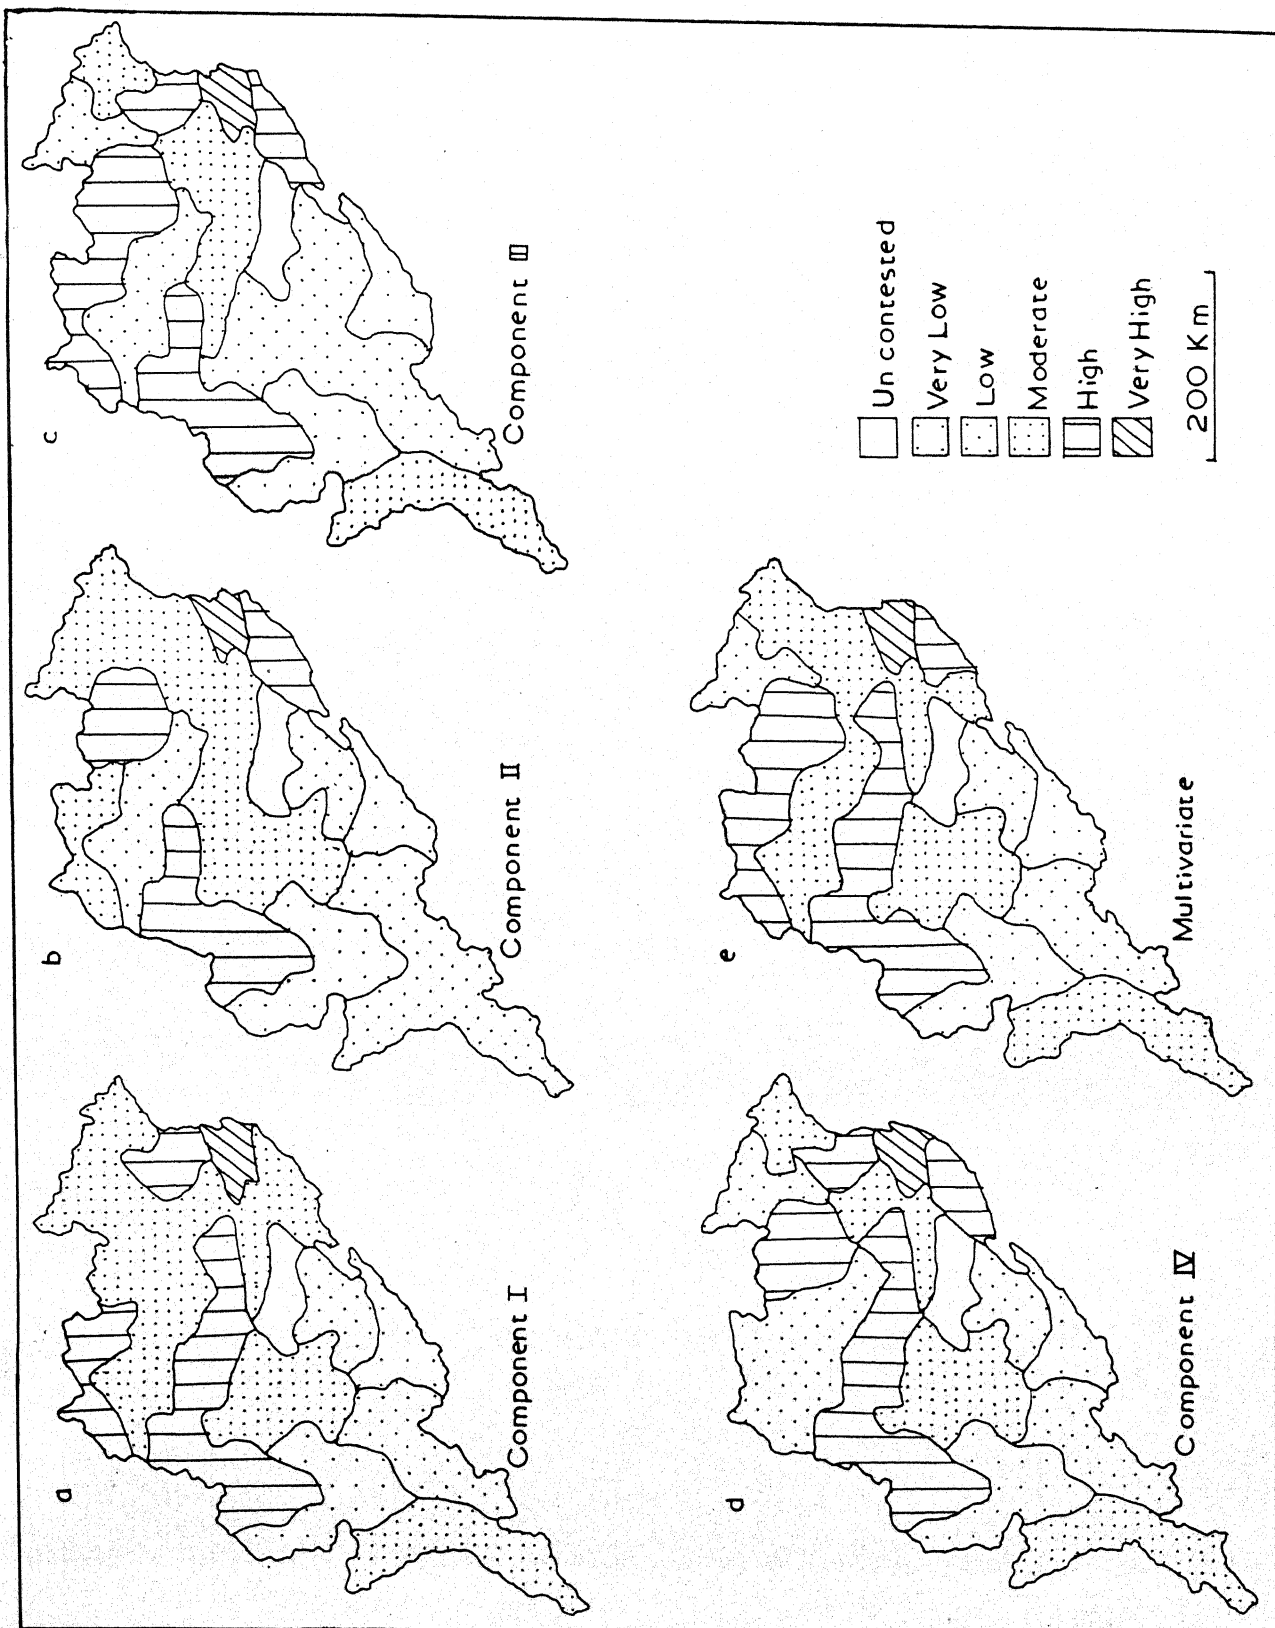 a
Component I
b
Component II
c
Component III
d
Component IV
e
Multivariate
Un contested
Very Low
Low
Moderate
High
Very High
200 Km